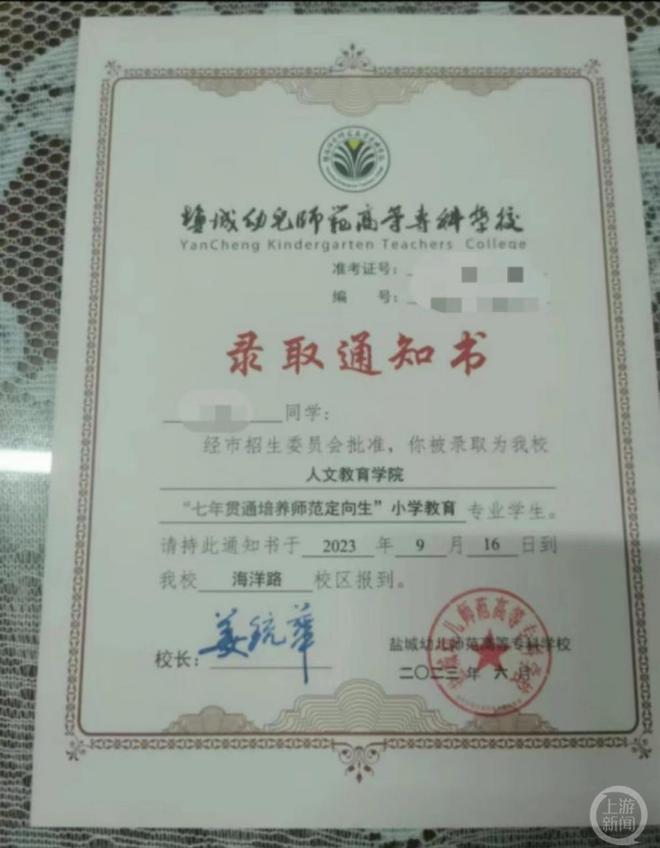 盐城幼儿师范高等专科学校
YanCheng Kindergarten Teachers College
准考证号：
编 号：
录取通知书
同学：
经市招生委员会批准，你被录取为我校
人文教育学院
“七年贯通培养师范定向生”小学教育 专业学生。
请持此通知书于 2023 年 9 月 16 日到
我校 海洋路 校区报到。
校长： 姜统华
盐城幼儿师范高等专科学校
二〇二三年 六 月
上游新闻